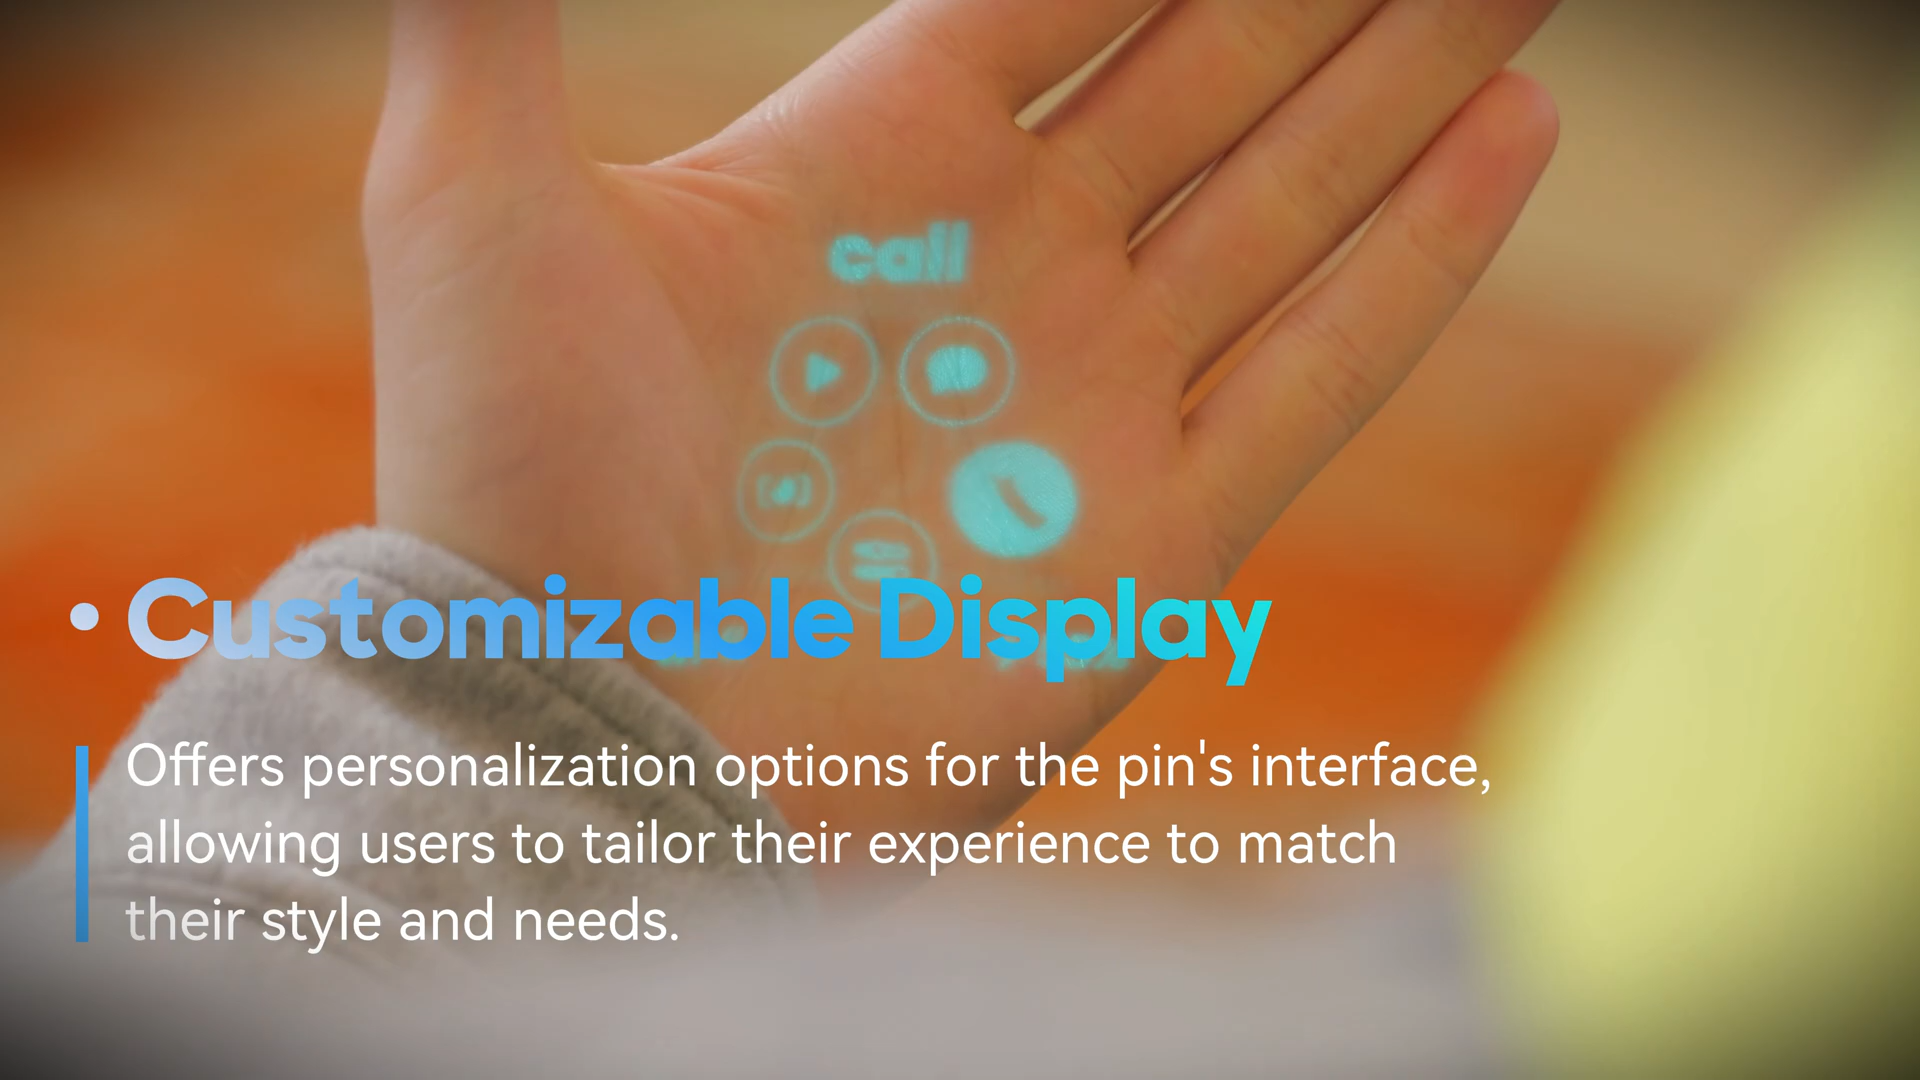 call
• Customizable Display
Offers personalization options for the pin's interface,
allowing users to tailor their experience to match
their style and needs.